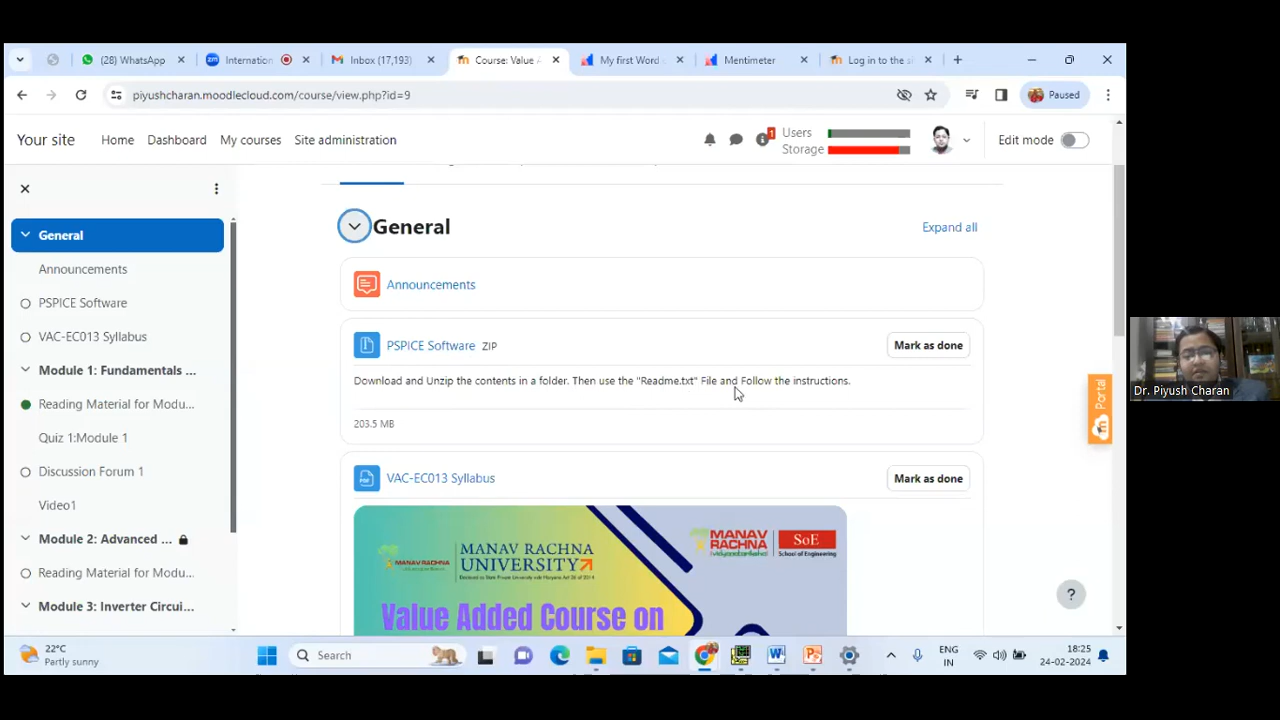 (28) WhatsApp
Internation
Inbox (17,193)
Course: Value A
My first Word
Mentimeter
Log in to the si
piyushcharan.moodlecloud.com/course/view.php?id=9
Paused
Your site
Home
Dashboard
My courses
Site administration
1
Users
Storage
Edit mode
General
Announcements
PSPICE Software
VAC-EC013 Syllabus
Module 1: Fundamentals ...
Reading Material for Modu...
Quiz 1:Module 1
Discussion Forum 1
Video1
Module 2: Advanced ...
Reading Material for Modu...
Module 3: Inverter Circui...
General
Expand all
Announcements
PSPICE Software ZIP
Mark as done
Download and Unzip the contents in a folder. Then use the "Readme.txt" File and Follow the instructions.
203.5 MB
VAC-EC013 Syllabus
Mark as done
MANAV RACHNA
UNIVERSITY
MANAV
RACHNA
SoE
School of Engineering
Value Added Course on
Portal
?
Dr. Piyush Charan
22°C
Partly sunny
Search
ENG
IN
18:25
24-02-2024